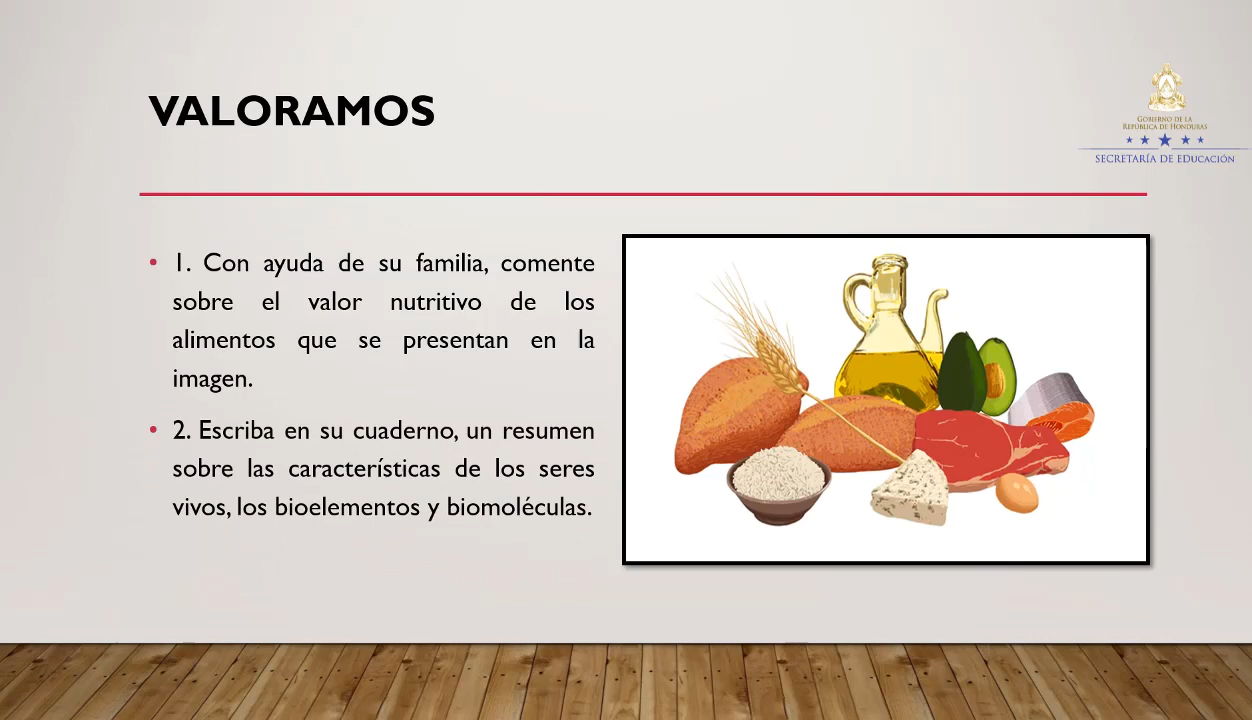 VALORAMOS
GOBIERNO DE LA
REPÚBLICA DE HONDURAS
SECRETARÍA DE EDUCACIÓN
• 1. Con ayuda de su familia, comente
sobre el valor nutritivo de los
alimentos que se presentan en la
imagen.
• 2. Escriba en su cuaderno, un resumen
sobre las características de los seres
vivos, los bioelementos y biomoléculas.